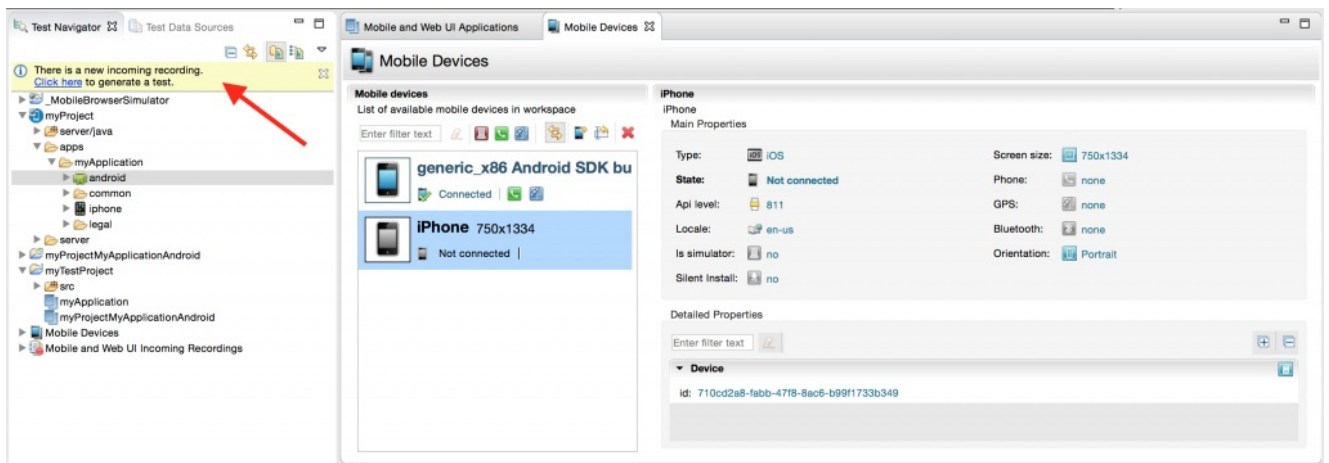 Test Navigator
Test Data Sources
There is a new incoming recording.
Click here to generate a test.
_MobileBrowserSimulator
myProject
server/java
apps
myApplication
android
common
iphone
legal
server
myProjectMyApplicationAndroid
myTestProject
src
myApplication
myProjectMyApplicationAndroid
Mobile Devices
Mobile and Web UI Incoming Recordings
Mobile and Web UI Applications
Mobile Devices
Mobile Devices
Mobile devices
List of available mobile devices in workspace
Enter filter text
generic_x86 Android SDK bu
Connected
iPhone 750x1334
Not connected
iPhone
iPhone
Main Properties
Type: iOS iOS
Screen size: 750x1334
State: Not connected
Phone: none
Api level: 811
GPS: none
Locale: en-us
Bluetooth: none
Is simulator: no
Orientation: Portrait
Silent Install: no
Detailed Properties
Enter filter text
Device
id: 710cd2a8-fabb-47f8-8ac6-b99f1733b349